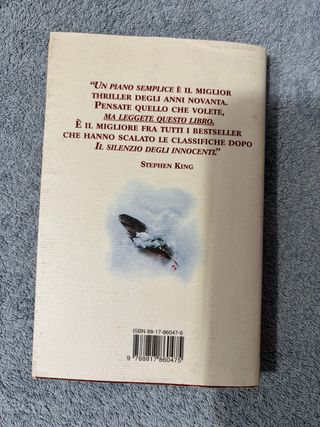 "UN PIANO SEMPLICE È IL MIGLIOR
THRILLER DEGLI ANNI NOVANTA.
PENSATE QUELLO CHE VOLETE,
MA LEGGETE QUESTO LIBRO.
È IL MIGLIORE FRA TUTTI I BESTSELLER
CHE HANNO SCALATO LE CLASSIFICHE DOPO
IL SILENZIO DEGLI INNOCENTI."
STEPHEN KING
ISBN 88-17-86047-6
9 788817 860475